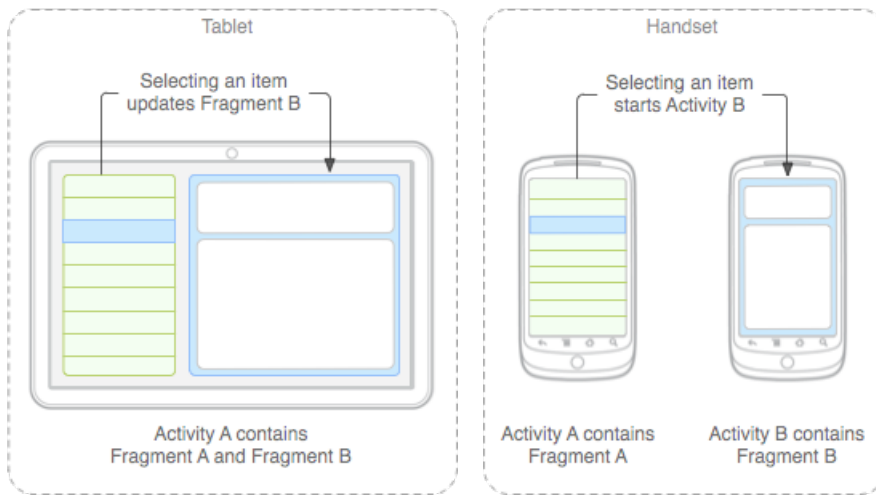 Tablet
Selecting an item
updates Fragment B
Activity A contains
Fragment A and Fragment B
Handset
Selecting an item
starts Activity B
Activity A contains
Fragment A
Activity B contains
Fragment B